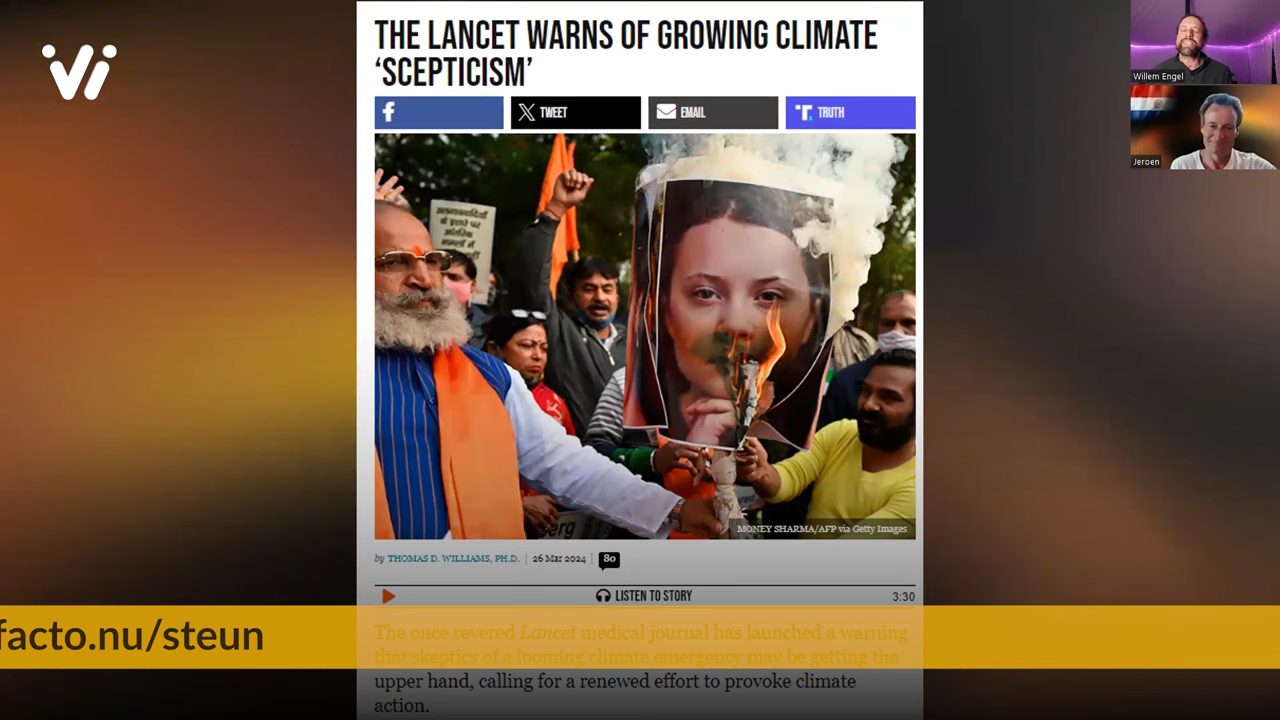 THE LANCET WARNS OF GROWING CLIMATE
'SCEPTICISM'
TWEET
EMAIL
TRUTH
MONEY SHARMA/AFP via Getty Images
by THOMAS D. WILLIAMS, PH.D. | 26 Mar 2024 | 80
LISTEN TO STORY
3:30
The once revered Lancet medical journal has launched a warning
that skeptics of a looming climate emergency may be getting the
upper hand, calling for a renewed effort to provoke climate
action.
facto.nu/steun
Willem Engel
Jeroen